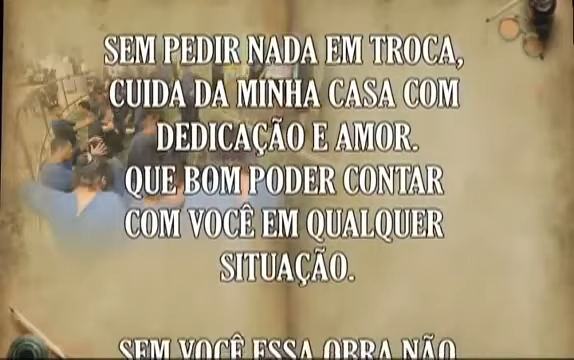 SEM PEDIR NADA EM TROCA,
CUIDA DA MINHA CASA COM
DEDICAÇÃO E AMOR.
QUE BOM PODER CONTAR
COM VOCÊ EM QUALQUER
SITUAÇÃO.
SEM VOCÊ ESSA OBRA NÃO